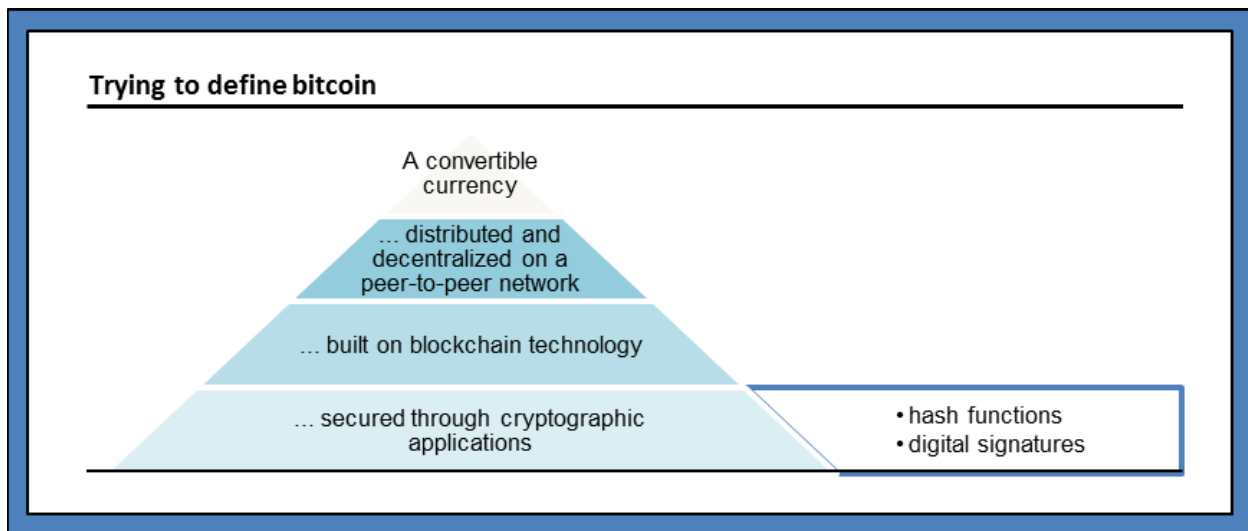 Trying to define bitcoin
A convertible
currency
... distributed and
decentralized on a
peer-to-peer network
... built on blockchain technology
... secured through cryptographic
applications
• hash functions
• digital signatures